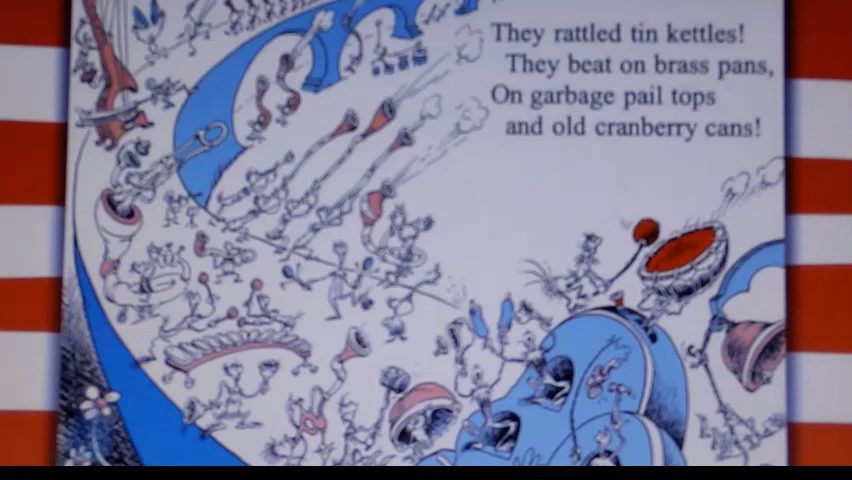 They rattled tin kettles!
They beat on brass pans,
On garbage pail tops
and old cranberry cans!